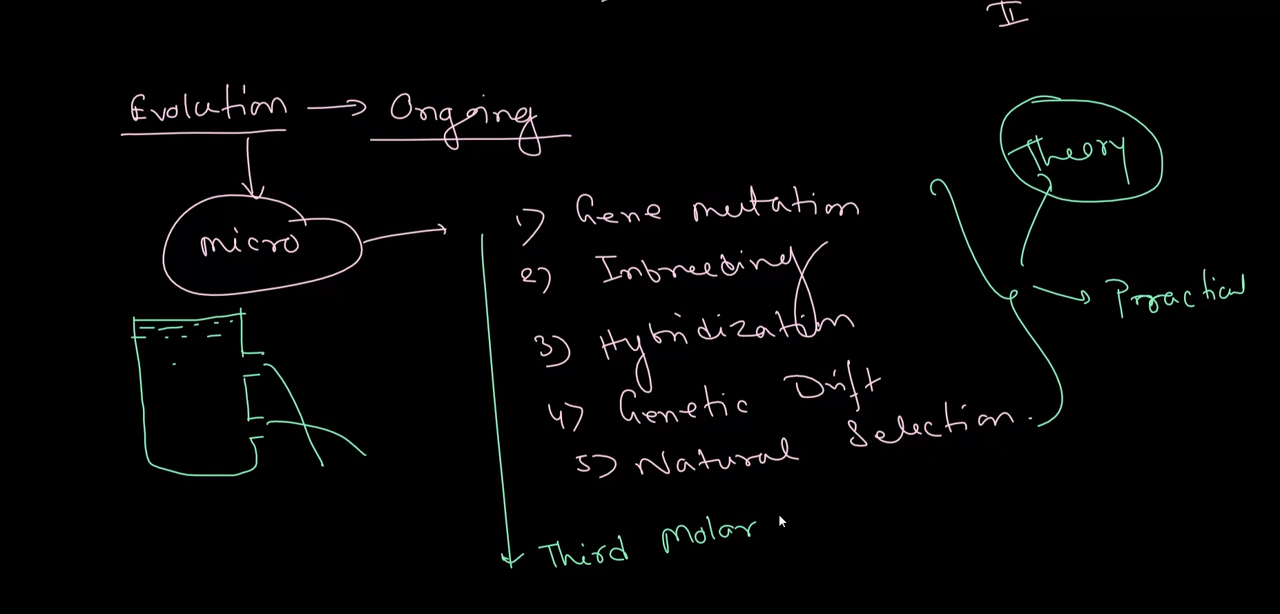 II
Evolution → Ongoing
Theory
micro
1) Gene mutation
2) Inbreeding
Practical
3) Hybridization
4) Genetic Drift
5) Natural Selection.
Third Molar